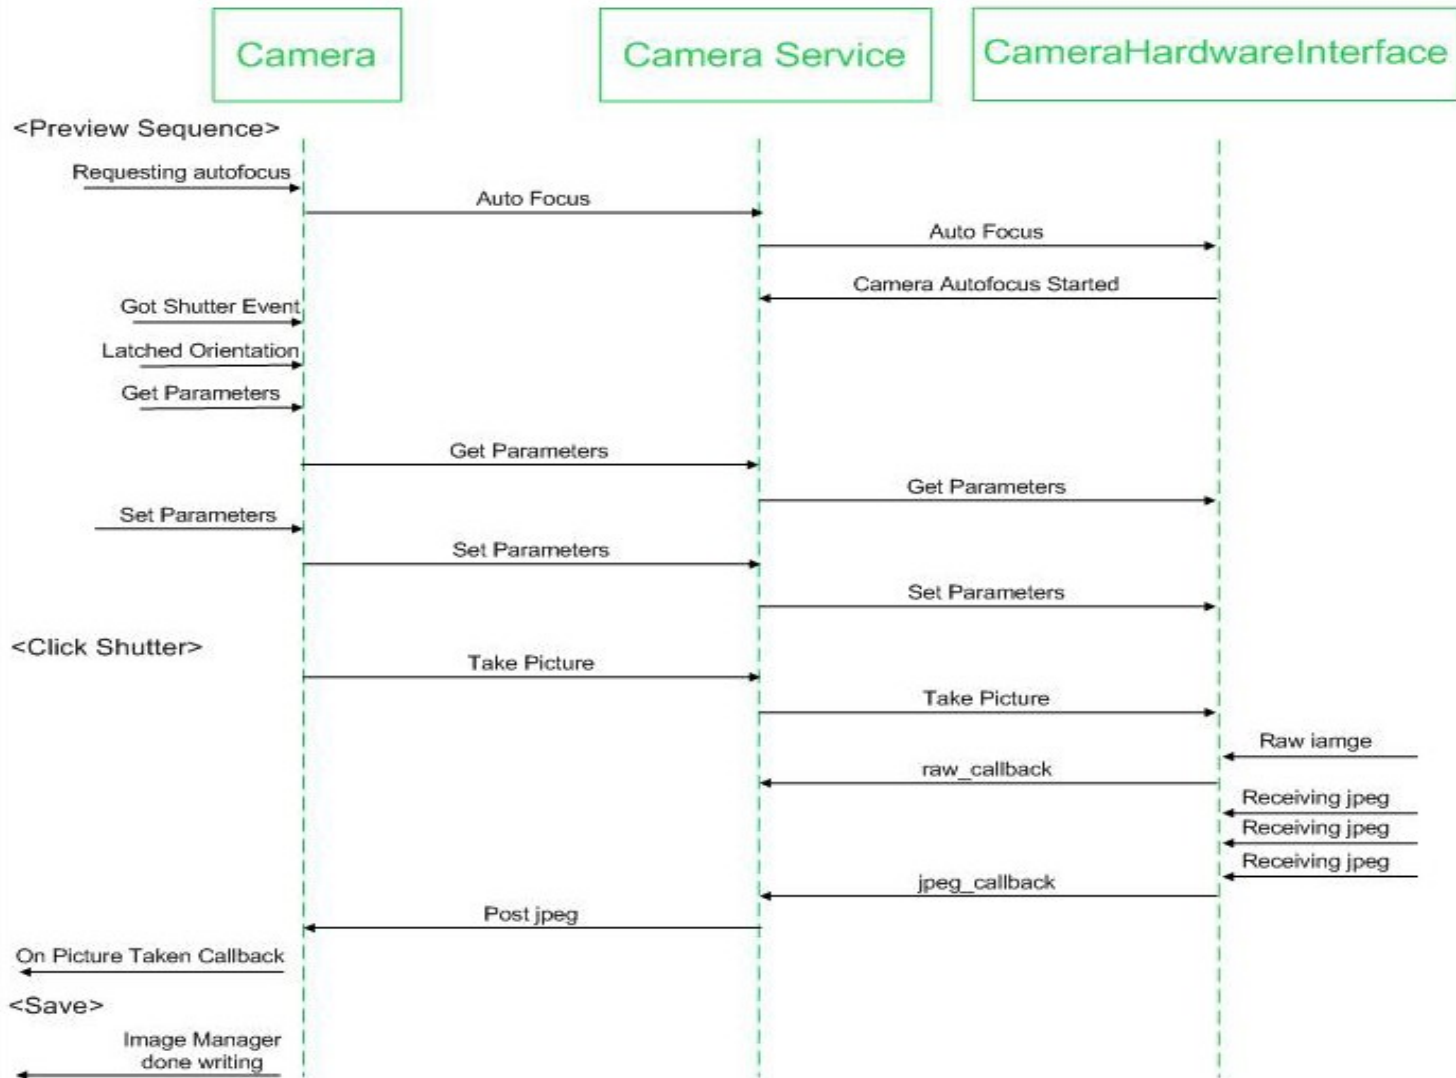 Camera
Camera Service
CameraHardwareInterface
<Preview Sequence>
Requesting autofocus
Auto Focus
Auto Focus
Camera Autofocus Started
Got Shutter Event
Latched Orientation
Get Parameters
Get Parameters
Get Parameters
Set Parameters
Set Parameters
Set Parameters
<Click Shutter>
Take Picture
Take Picture
Raw iamge
raw_callback
Receiving jpeg
Receiving jpeg
Receiving jpeg
jpeg_callback
Post jpeg
On Picture Taken Callback
<Save>
Image Manager
done writing